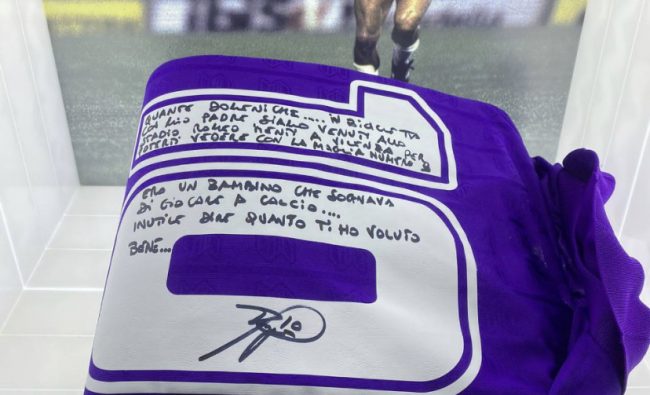 QUANTE DOMENICHE.... IN BICICLETTA
CON MIO PADRE SIAMO VENUTI ALLO
STADIO ROMEO MENTI A VICENZA PER
POTERTI VEDERE CON LA MAGLIA NUMERO 9
ERO UN BAMBINO CHE SOGNAVA
DI GIOCARE A CALCIO....
INUTILE DIRE QUANTO TI HO VOLUTO
BENE...
10